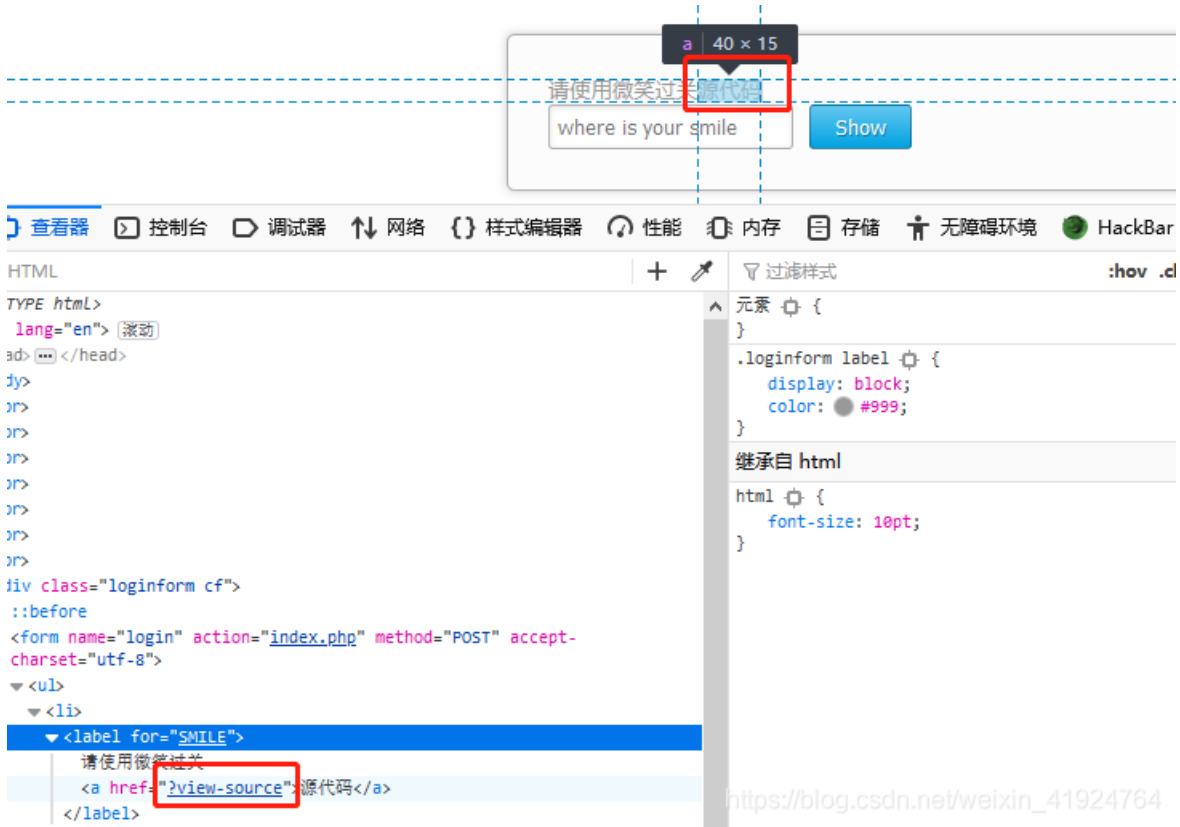 a 40 × 15
请使用微笑过关源代码
where is your smile Show
查看器 控制台 调试器 网络 {} 样式编辑器 性能 内存 存储 无障碍环境 HackBar
HTML + 过滤样式 :hov .cl
TYPE html>
lang="en"> 滚动
ad> ••• </head>
dy>
or>
or>
or>
or>
or>
or>
or>
div class="loginform cf">
::before
<form name="login" action="index.php" method="POST" accept-
charset="utf-8">
<ul>
<li>
<label for="SMILE">
请使用微笑过关
<a href="?view-source">源代码</a>
</label>
元素 {
}
.loginform label {
display: block;
color: #999;
}
继承自 html
html {
font-size: 10pt;
}
https://blog.csdn.net/weixin_41924764